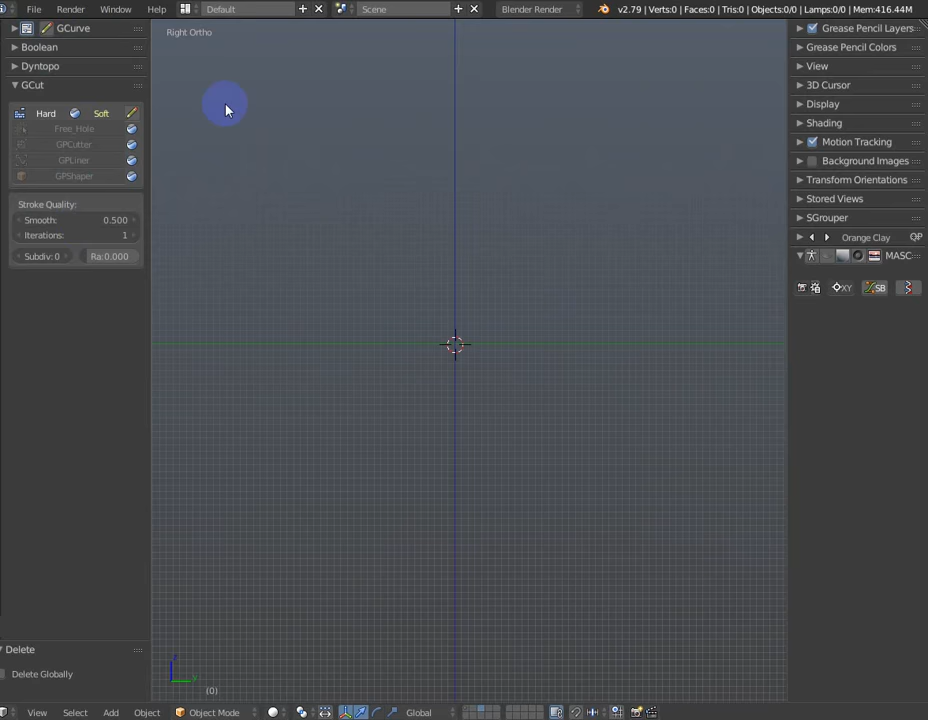 File Render Window Help Default Scene Blender Render v2.79 | Verts:0 | Faces:0 | Tris:0 | Objects:0/0 | Lamps:0/0 | Mem:416.44M
GCurve
Boolean
Dyntopo
GCut
Hard Soft
Free_Hole
GPCutter
GPLiner
GPShaper
Stroke Quality:
Smooth: 0.500
Iterations: 1
Subdiv: 0 Ra:0.000
Delete
Delete Globally
Right Ortho
z
y
(0)
Grease Pencil Layers
Grease Pencil Colors
View
3D Cursor
Display
Shading
Motion Tracking
Background Images
Transform Orientations
Stored Views
SGrouper
Orange Clay QP
MASC
XY SB
View Select Add Object Object Mode Global